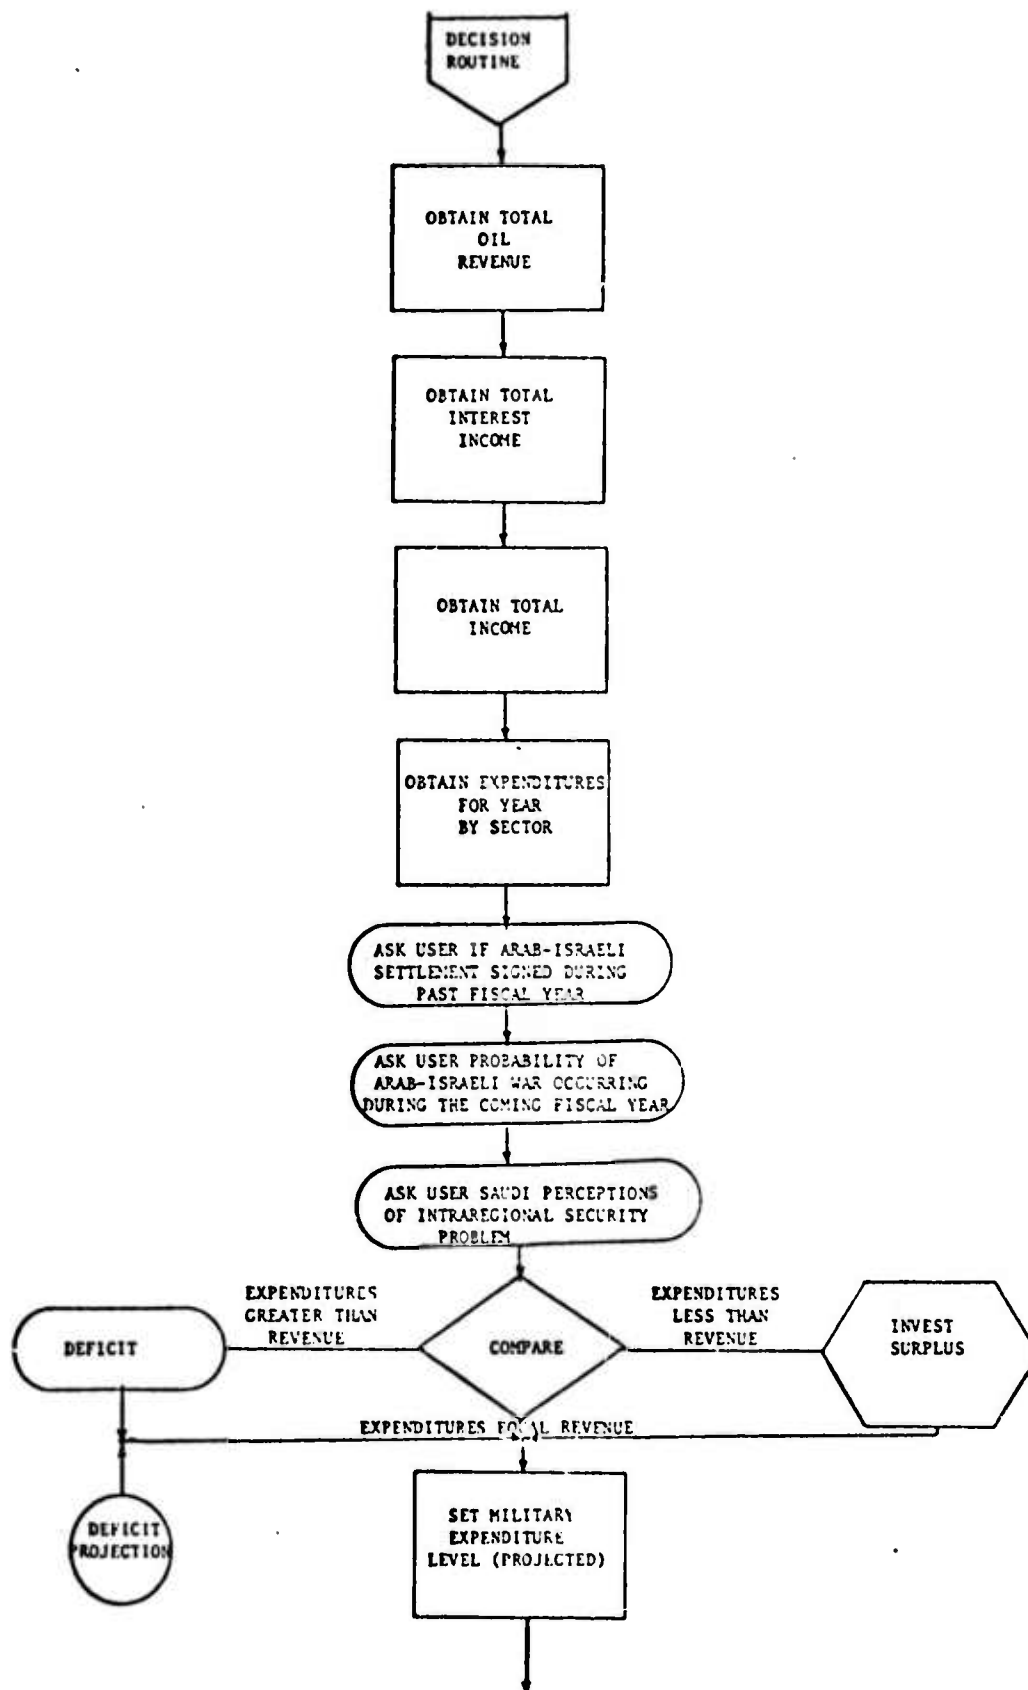 DECISION
ROUTINE
OBTAIN TOTAL
OIL
REVENUE
OBTAIN TOTAL
INTEREST
INCOME
OBTAIN TOTAL
INCOME
OBTAIN EXPENDITURES
FOR YEAR
BY SECTOR
ASK USER IF ARAB-ISRAELI
SETTLEMENT SIGNED DURING
PAST FISCAL YEAR
ASK USER PROBABILITY OF
ARAB-ISRAELI WAR OCCURRING
DURING THE COMING FISCAL YEAR
ASK USER SAUDI PERCEPTIONS
OF INTRAREGIONAL SECURITY
PROBLEM
EXPENDITURES
GREATER THAN
REVENUE
EXPENDITURES
LESS THAN
REVENUE
DEFICIT
COMPARE
INVEST
SURPLUS
EXPENDITURES EQUAL REVENUE
DEFICIT
PROJECTION
SET MILITARY
EXPENDITURE
LEVEL (PROJECTED)